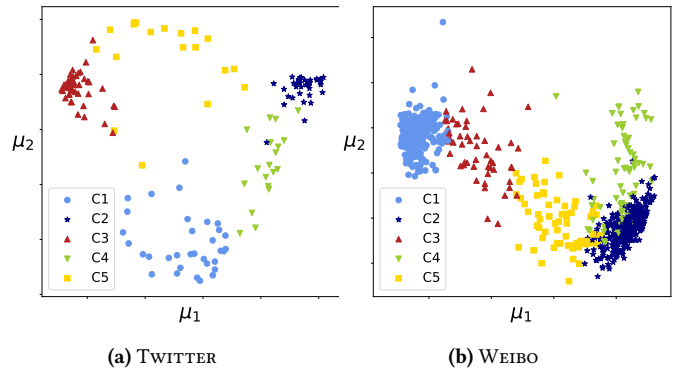 μ2
C1
C2
C3
C4
C5
μ1
(a) TWITTER
μ2
C1
C2
C3
C4
C5
μ1
(b) WEIBO